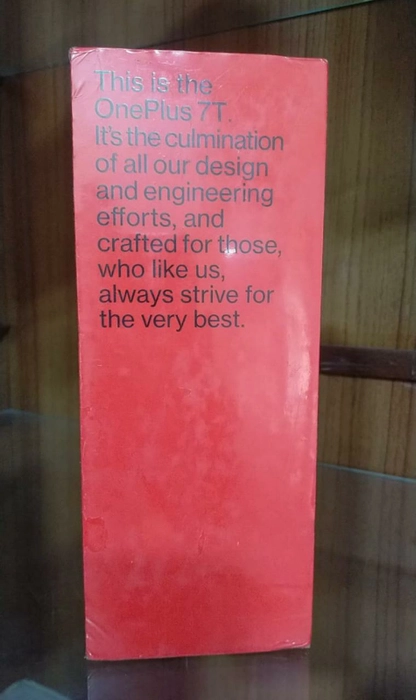 This is the
OnePlus 7T.
It's the culmination
of all our design
and engineering
efforts, and
crafted for those,
who like us,
always strive for
the very best.